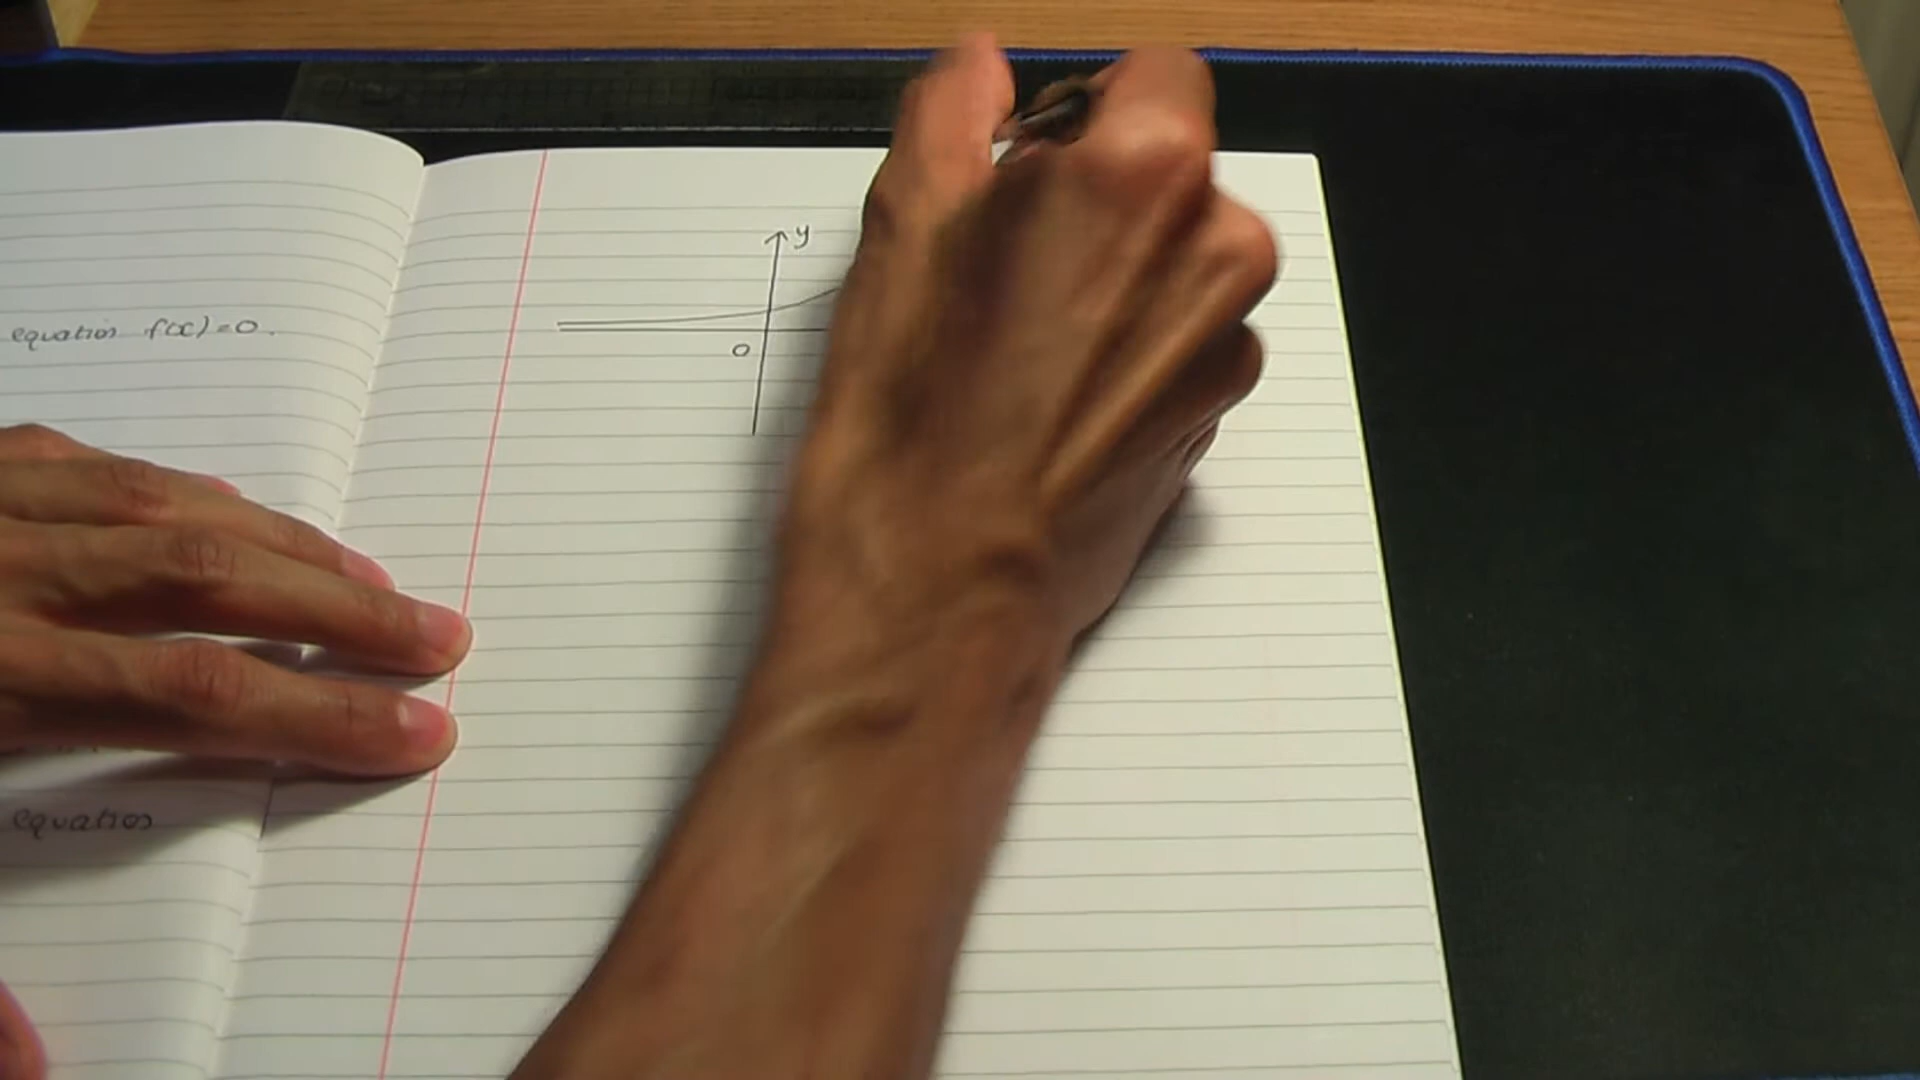 equation f(x)=0.
equation
y
0